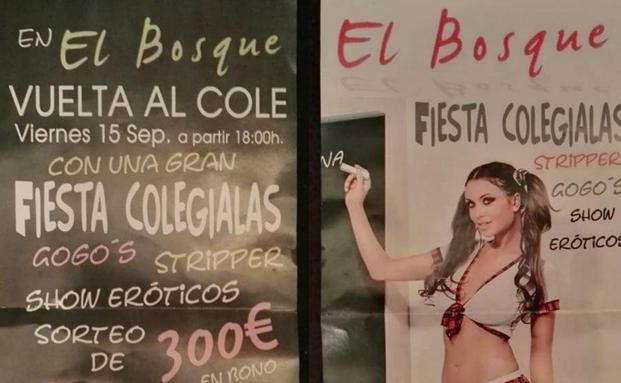 EN El Bosque
VUELTA AL COLE
Viernes 15 Sep. a partir 18:00h.
CON UNA GRAN
FIESTA COLEGIALAS
GOGO´S STRIPPER
SHOW ERÓTICOS
SORTEO
DE 300€
EN BONO
El Bosque
FIESTA COLEGIALAS
NA STRIPPER
GOGO´S
SHOW
ERÓTICOS